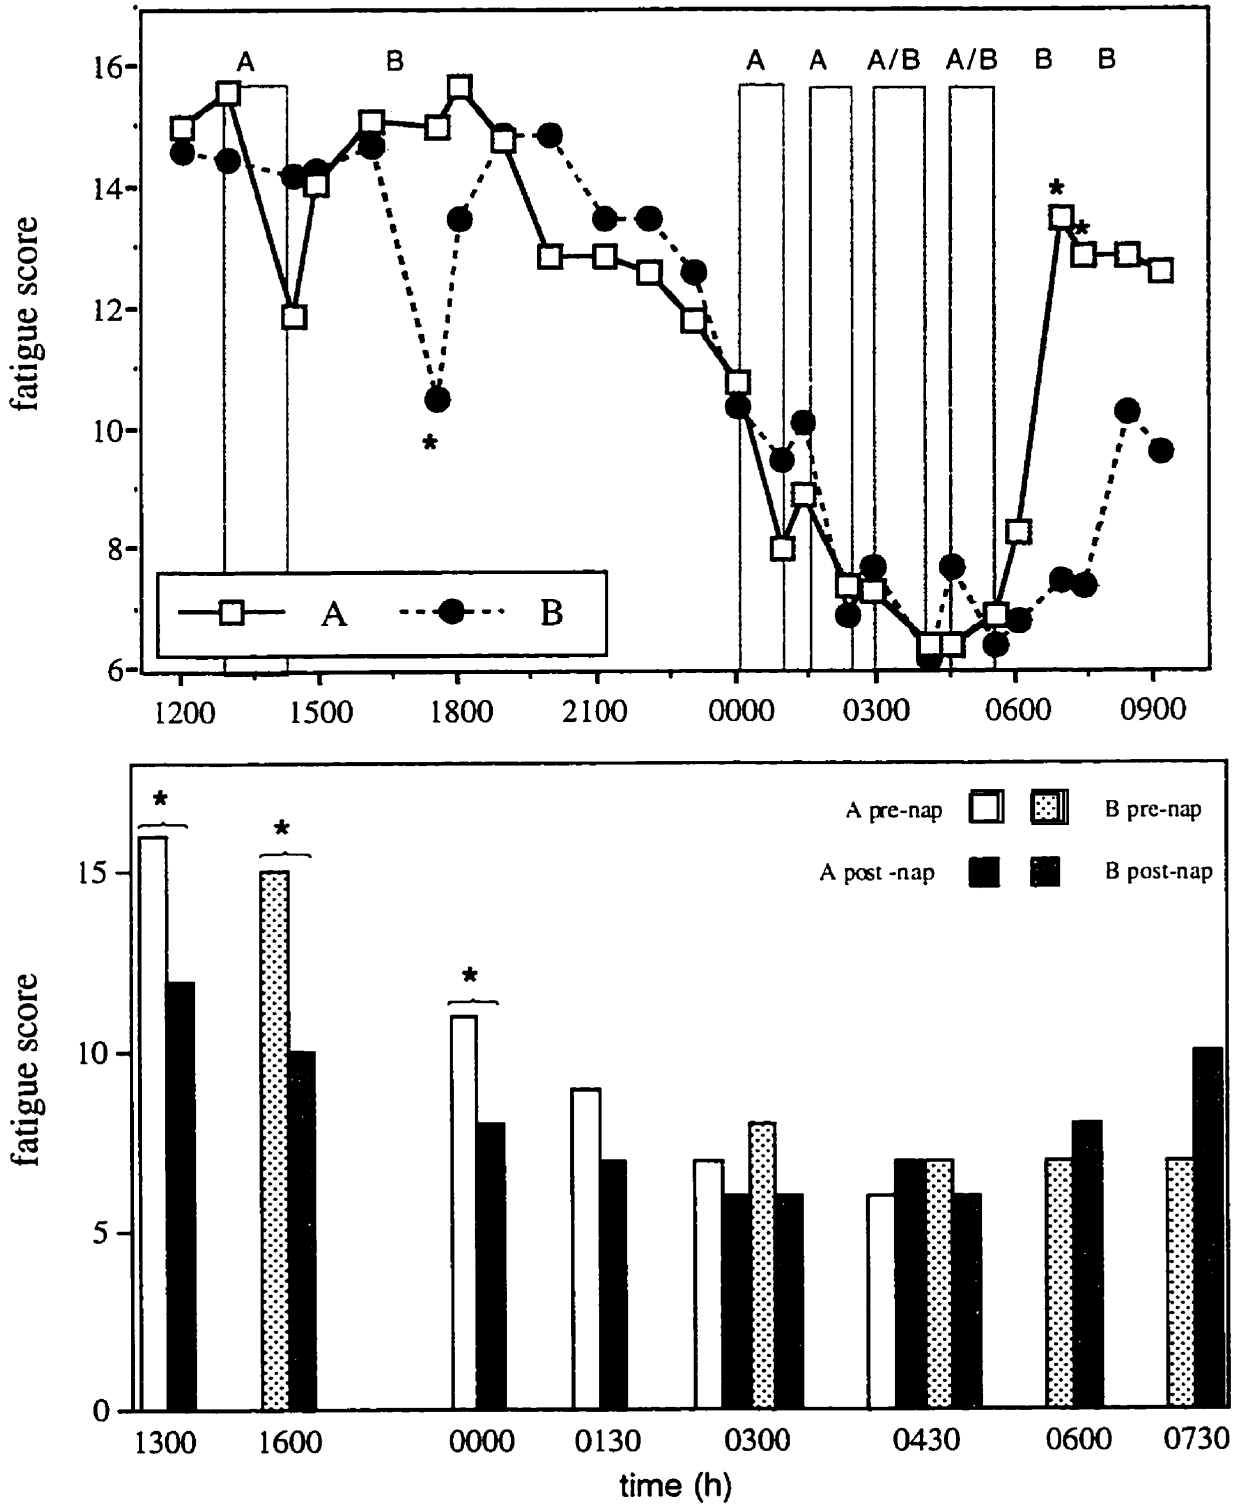 A B A A A/B A/B B B
16
14
12
10
8
6
fatigue score
*
*
*
A B
1200 1500 1800 2100 0000 0300 0600 0900
A pre-nap B pre-nap
A post -nap B post-nap
*
*
*
15
10
5
0
fatigue score
1300 1600 0000 0130 0300 0430 0600 0730
time (h)